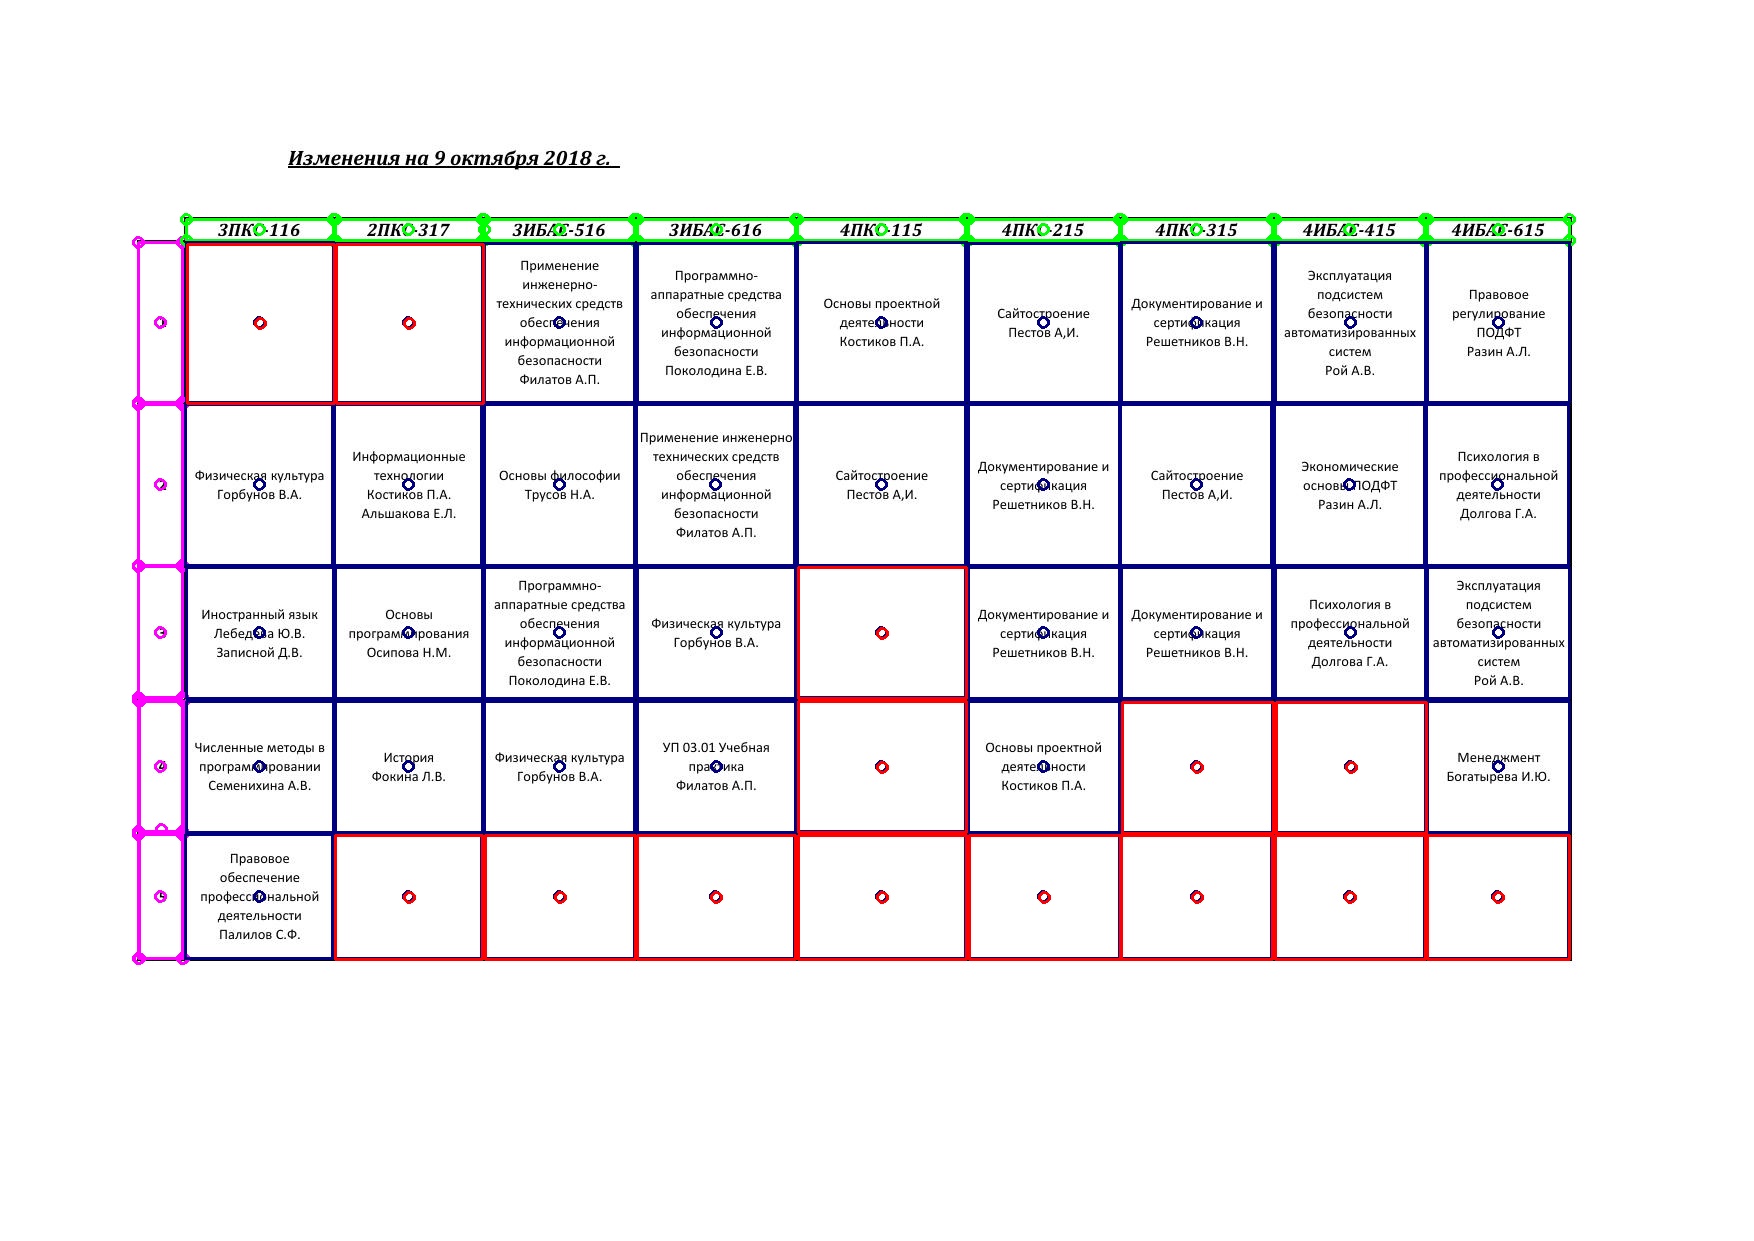 Изменения на 9 октября 2018 г.
3ПКС-116
2ПКС-317
3ИБАС-516
3ИБАС-616
4ПКС-115
4ПКС-215
4ПКС-315
4ИБАС-415
4ИБАС-615
Применение
инженерно-
технических средств
обеспечения
информационной
безопасности
Филатов А.П.
Программно-
аппаратные средства
обеспечения
информационной
безопасности
Поколодина Е.В.
Основы проектной
деятельности
Костиков П.А.
Сайтостроение
Пестов А,И.
Документирование и
сертификация
Решетников В.Н.
Эксплуатация
подсистем
безопасности
автоматизированных
систем
Рой А.В.
Правовое
регулирование
ПОДФТ
Разин А.Л.
Физическая культура
Горбунов В.А.
Информационные
технологии
Костиков П.А.
Альшакова Е.Л.
Основы философии
Трусов Н.А.
Применение инженерно
технических средств
обеспечения
информационной
безопасности
Филатов А.П.
Сайтостроение
Пестов А,И.
Документирование и
сертификация
Решетников В.Н.
Сайтостроение
Пестов А,И.
Экономические
основы ПОДФТ
Разин А.Л.
Психология в
профессиональной
деятельности
Долгова Г.А.
Иностранный язык
Лебедева Ю.В.
Записной Д.В.
Основы
программирования
Осипова Н.М.
Программно-
аппаратные средства
обеспечения
информационной
безопасности
Поколодина Е.В.
Физическая культура
Горбунов В.А.
Документирование и
сертификация
Решетников В.Н.
Документирование и
сертификация
Решетников В.Н.
Психология в
профессиональной
деятельности
Долгова Г.А.
Эксплуатация
подсистем
безопасности
автоматизированных
систем
Рой А.В.
Численные методы в
программировании
Семенихина А.В.
История
Фокина Л.В.
Физическая культура
Горбунов В.А.
УП 03.01 Учебная
практика
Филатов А.П.
Основы проектной
деятельности
Костиков П.А.
Менеджмент
Богатырева И.Ю.
Правовое
обеспечение
профессиональной
деятельности
Палилов С.Ф.